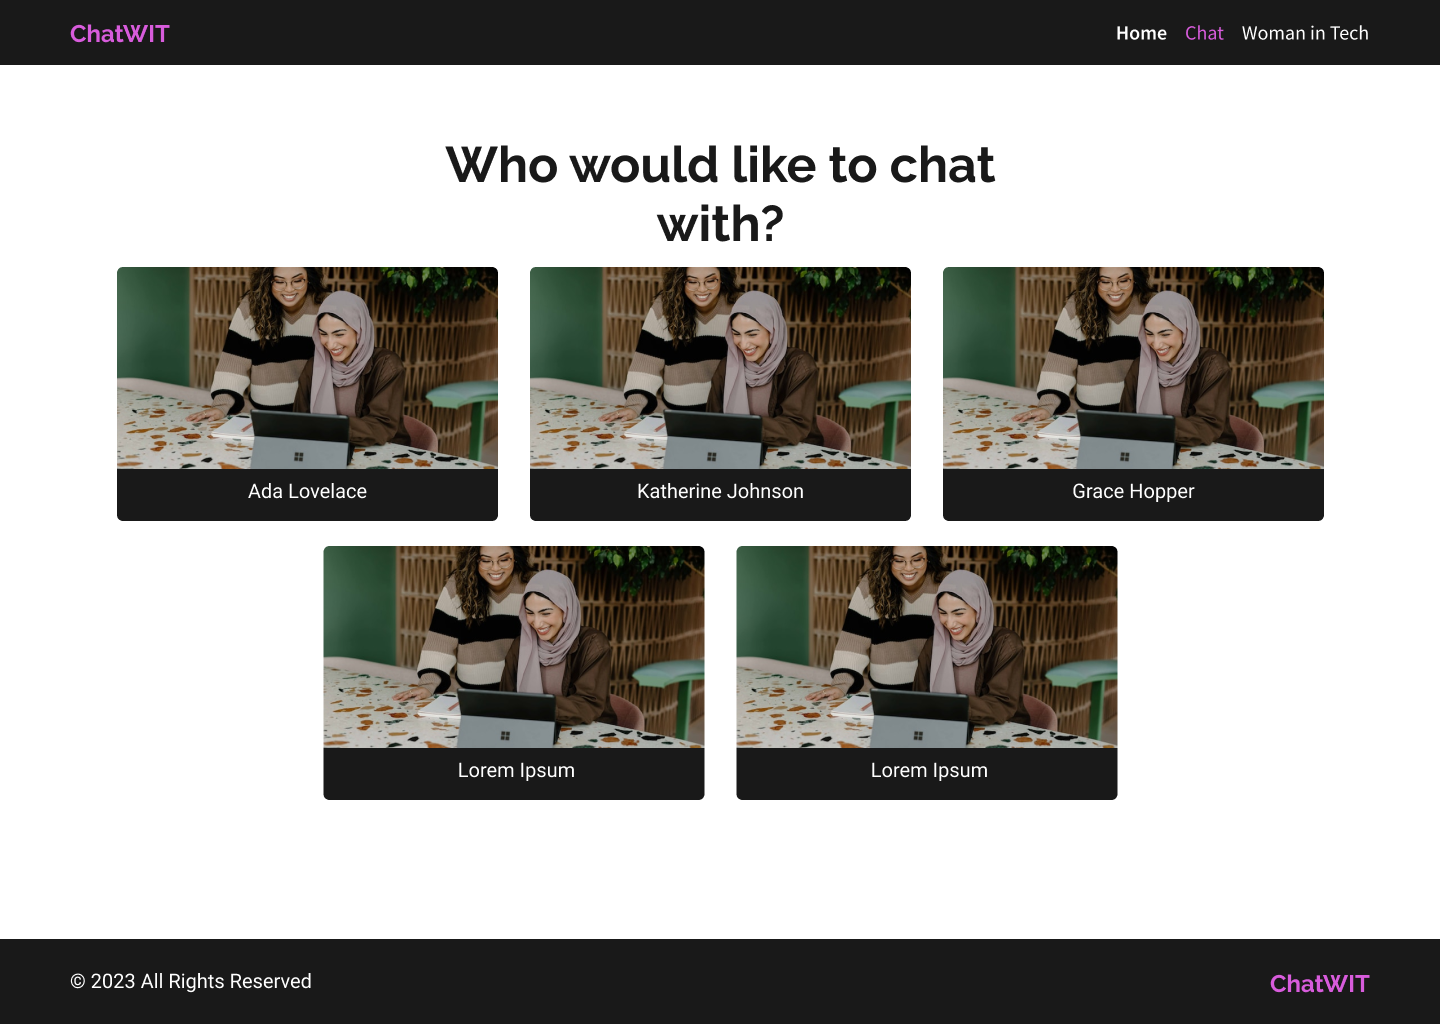 ChatWIT
Home Chat Woman in Tech
Who would like to chat
with?
Ada Lovelace
Katherine Johnson
Grace Hopper
Lorem Ipsum
Lorem Ipsum
© 2023 All Rights Reserved
ChatWIT